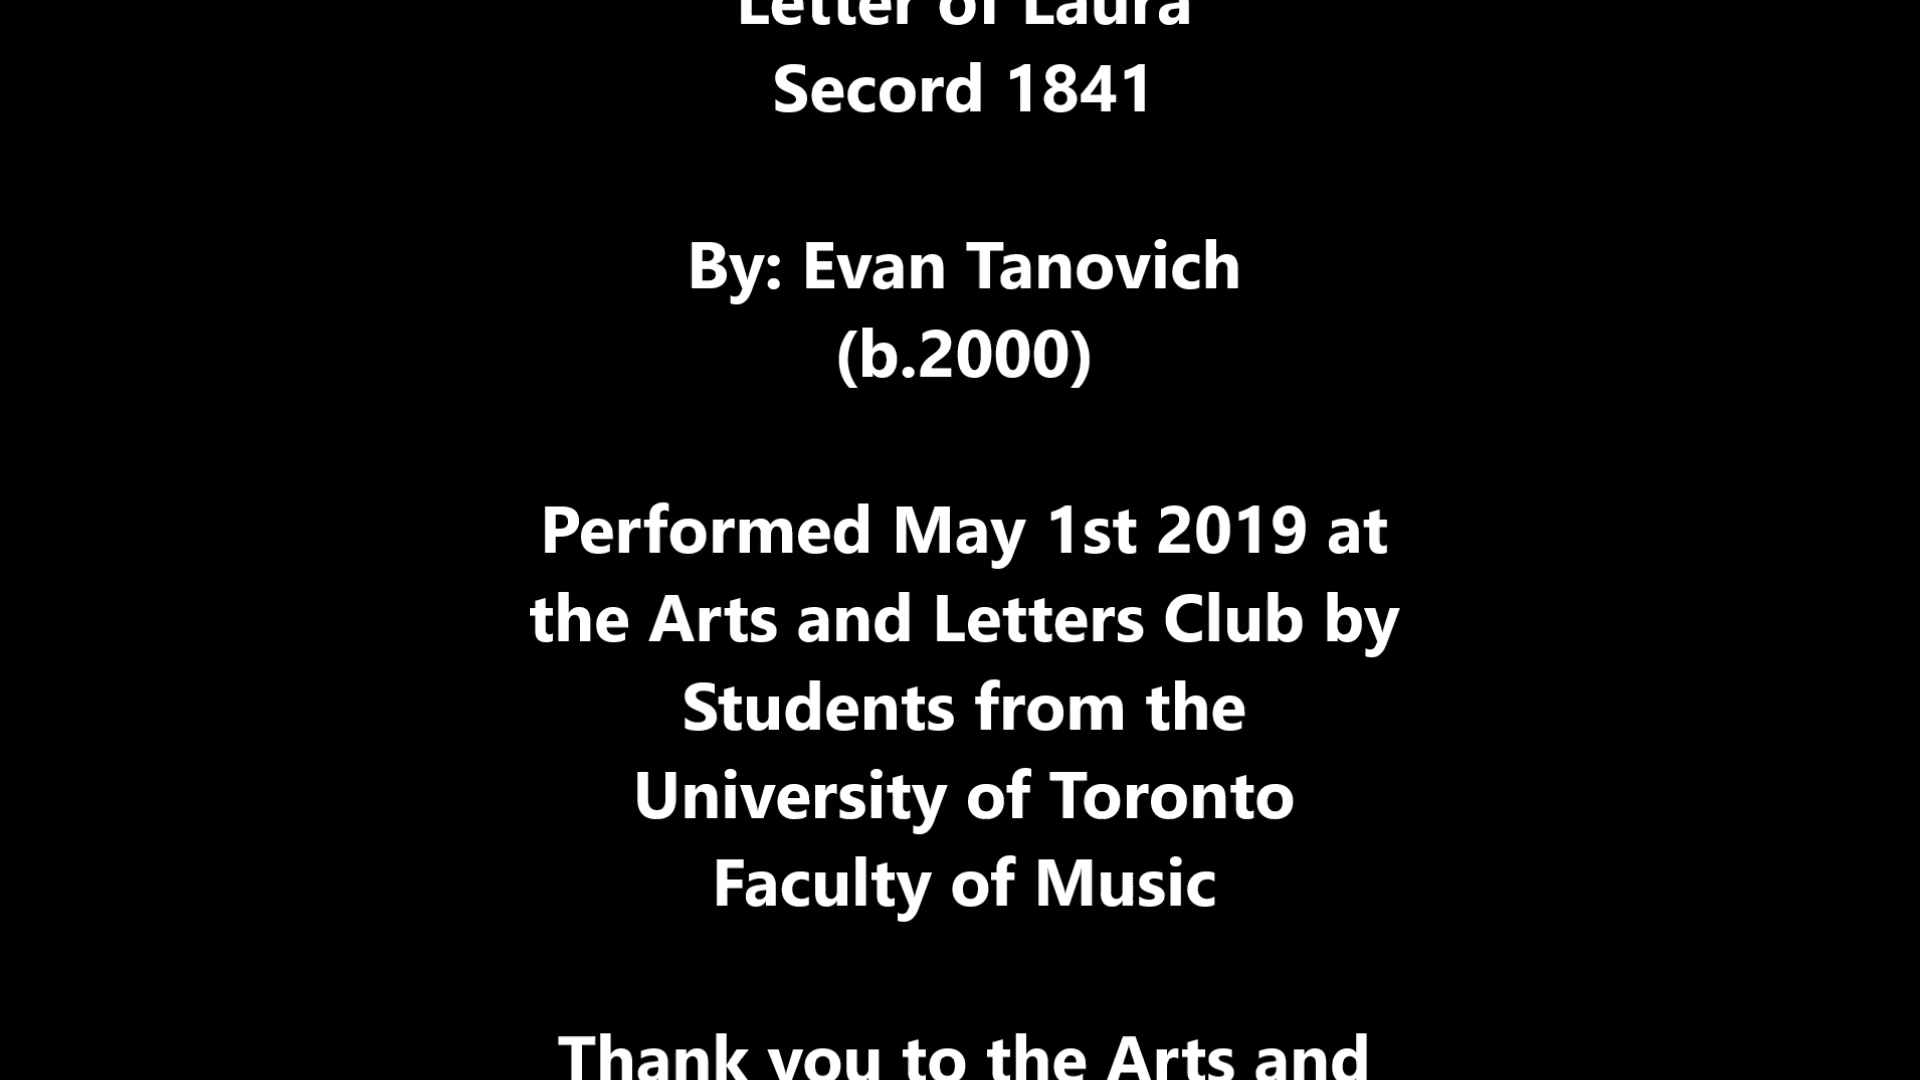 Letter of Laura
Secord 1841
By: Evan Tanovich
(b.2000)
Performed May 1st 2019 at
the Arts and Letters Club by
Students from the
University of Toronto
Faculty of Music
Thank you to the Arts and